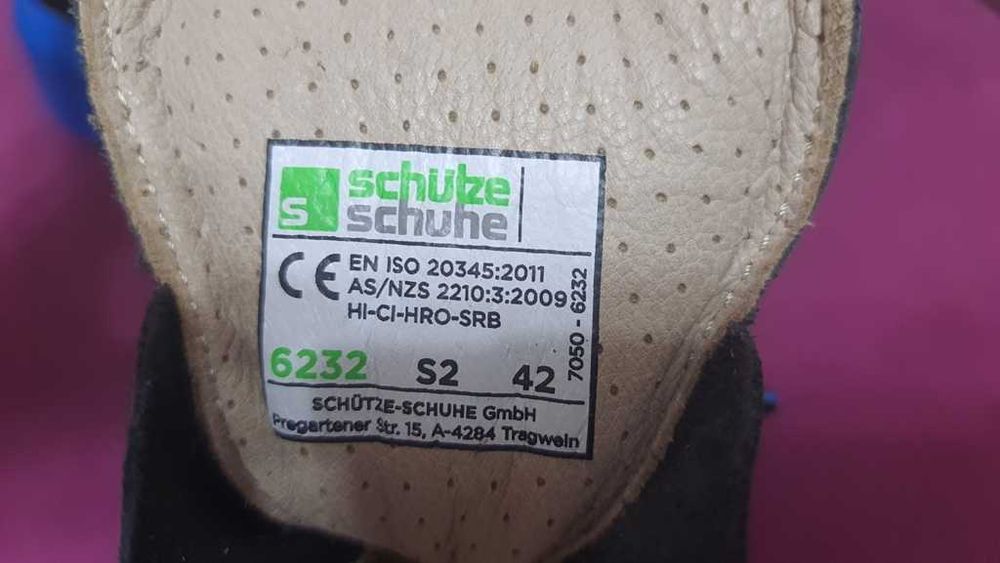 S
schütze
schuhe
CE
EN ISO 20345:2011
AS/NZS 2210:3:2009
HI-CI-HRO-SRB
7050 - 6232
6232 S2 42
SCHÜTZE-SCHUHE GmbH
Pregartener Str. 15, A-4284 Tragwein